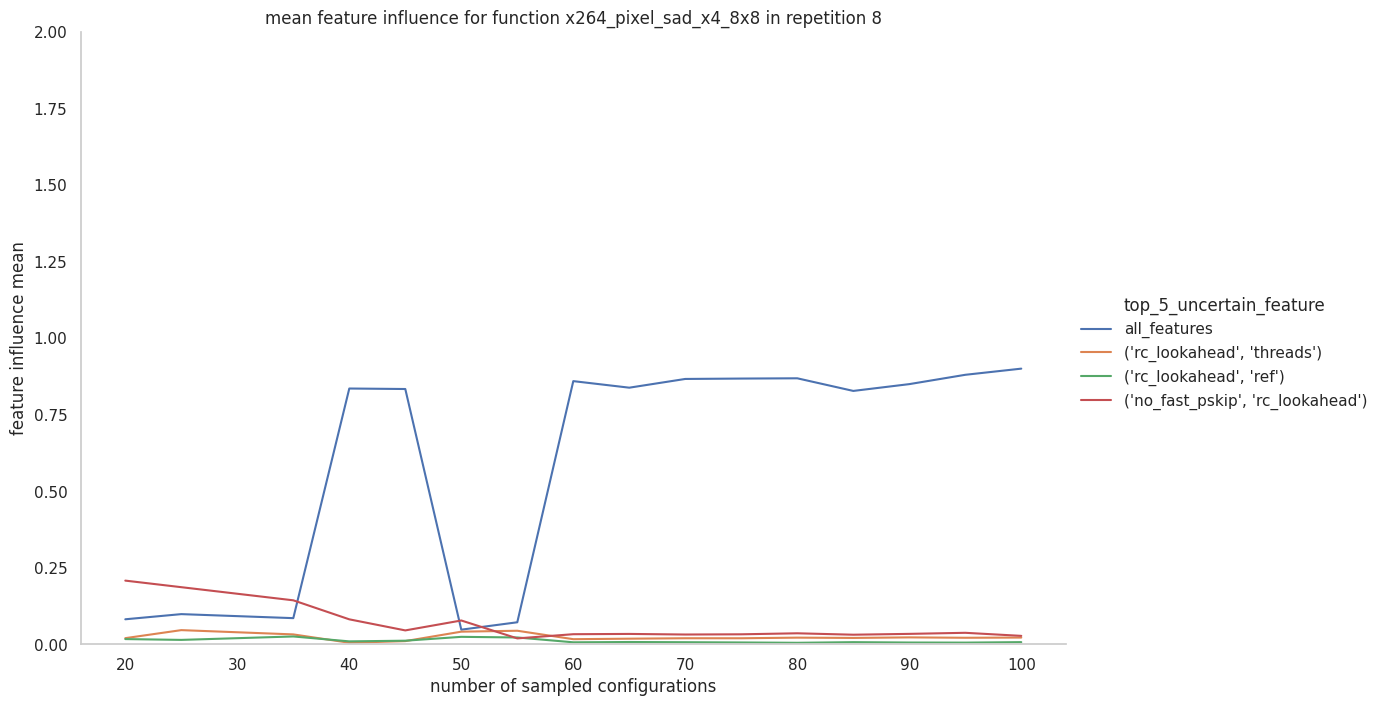 mean feature influence for function x264_pixel_sad_x4_8x8 in repetition 8
2.00
1.75
1.50
1.25
1.00
0.75
0.50
0.25
0.00
feature influence mean
20 30 40 50 60 70 80 90 100
number of sampled configurations
top_5_uncertain_feature
all_features
('rc_lookahead', 'threads')
('rc_lookahead', 'ref')
('no_fast_pskip', 'rc_lookahead')